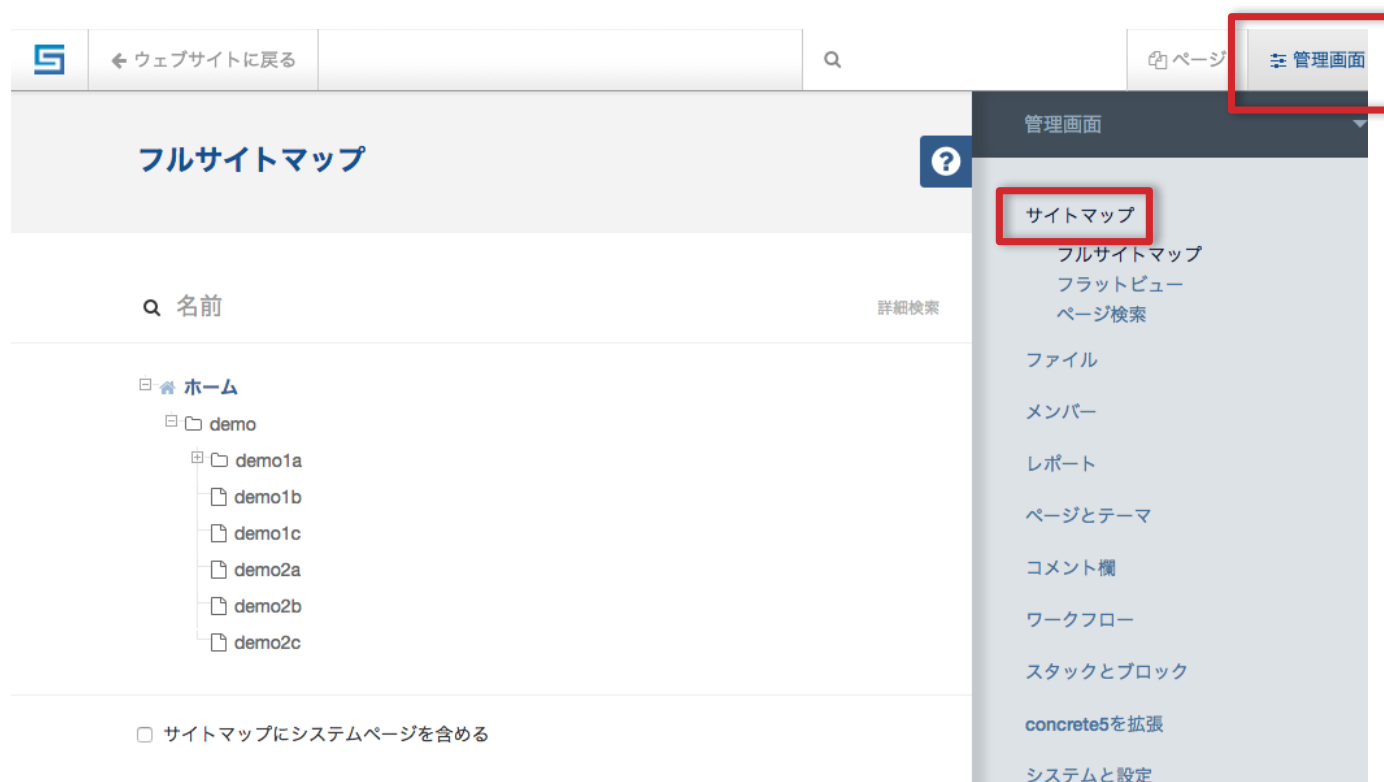 ウェブサイトに戻る
ページ
管理画面
管理画面
フルサイトマップ
サイトマップ
フルサイトマップ
フラットビュー
ページ検索
名前
詳細検索
ファイル
メンバー
レポート
ページとテーマ
コメント欄
ワークフロー
スタックとブロック
concrete5を拡張
システムと設定
ホーム
demo
demo1a
demo1b
demo1c
demo2a
demo2b
demo2c
サイトマップにシステムページを含める